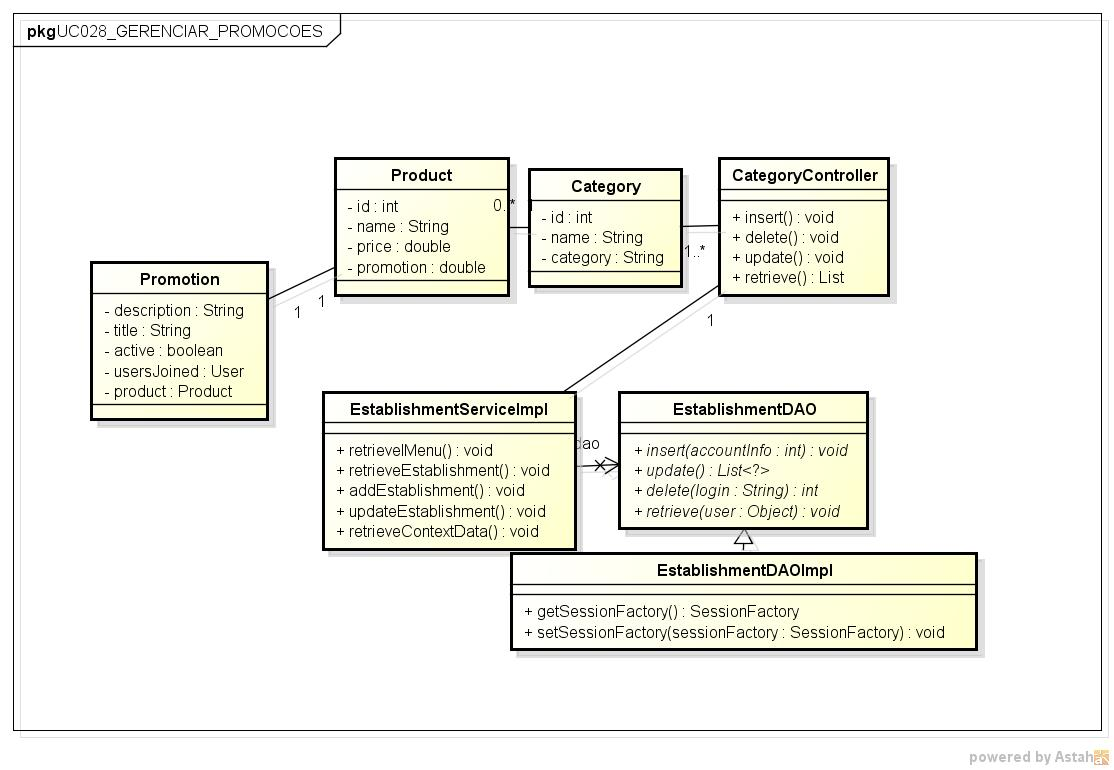 pkg UC028_GERENCIAR_PROMOCOES
Product
- id : int
- name : String
- price : double
- promotion : double
0..*
1
Category
- id : int
- name : String
- category : String
1..*
CategoryController
+ insert() : void
+ delete() : void
+ update() : void
+ retrieve() : List
1
Promotion
- description : String
- title : String
- active : boolean
- usersJoined : User
- product : Product
1
1
EstablishmentServiceImpl
+ retrieveIMenu() : void
+ retrieveEstablishment() : void
+ addEstablishment() : void
+ updateEstablishment() : void
+ retrieveContextData() : void
dao
EstablishmentDAO
+ insert(accountInfo : int) : void
+ update() : List<?>
+ delete(login : String) : int
+ retrieve(user : Object) : void
EstablishmentDAOImpl
+ getSessionFactory() : SessionFactory
+ setSessionFactory(sessionFactory : SessionFactory) : void
powered by Astah